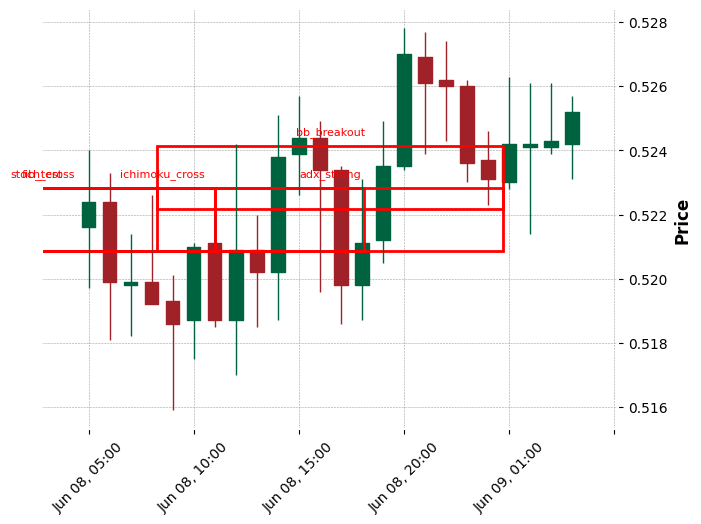 0.528
0.526
bb_breakout
0.524
ichimoku_cross
adx_strong
0.522
0.520
0.518
0.516
Price
Jun 08, 05:00
Jun 08, 10:00
Jun 08, 15:00
Jun 08, 20:00
Jun 09, 01:00